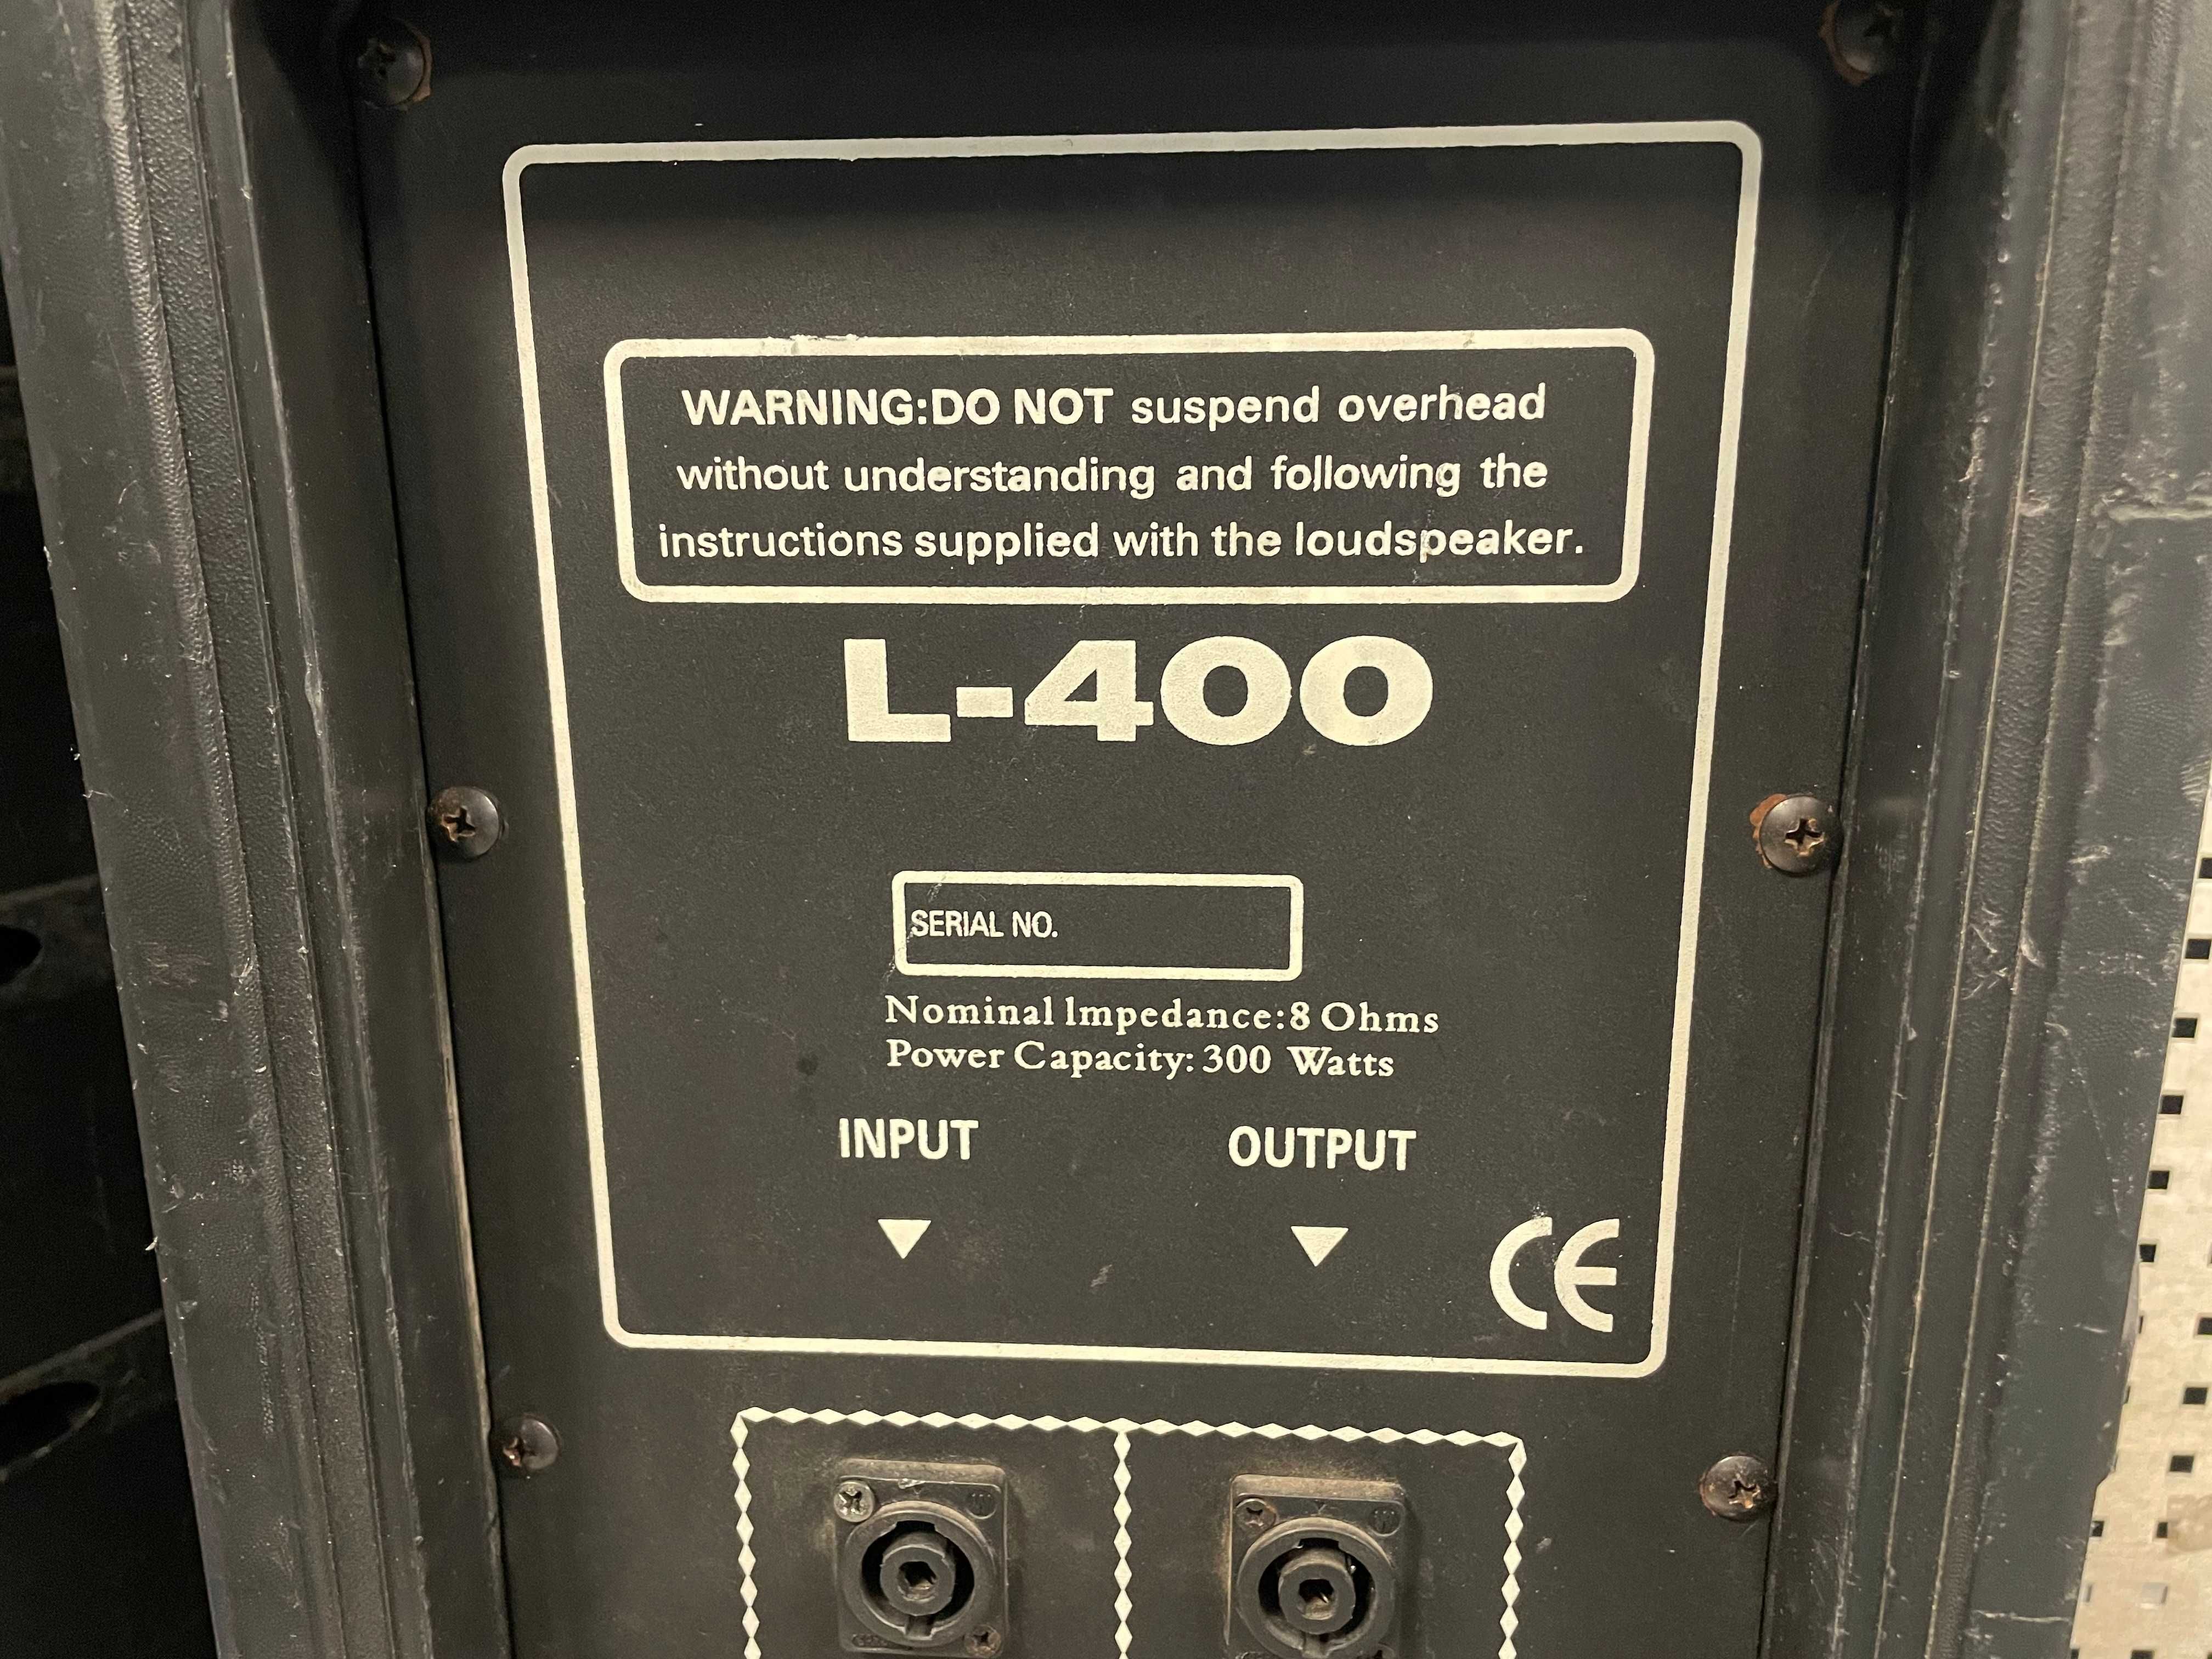 WARNING:DO NOT suspend overhead
without understanding and following the
instructions supplied with the loudspeaker.
L-400
SERIAL NO.
Nominal Impedance:8 Ohms
Power Capacity: 300 Watts
INPUT OUTPUT
CE